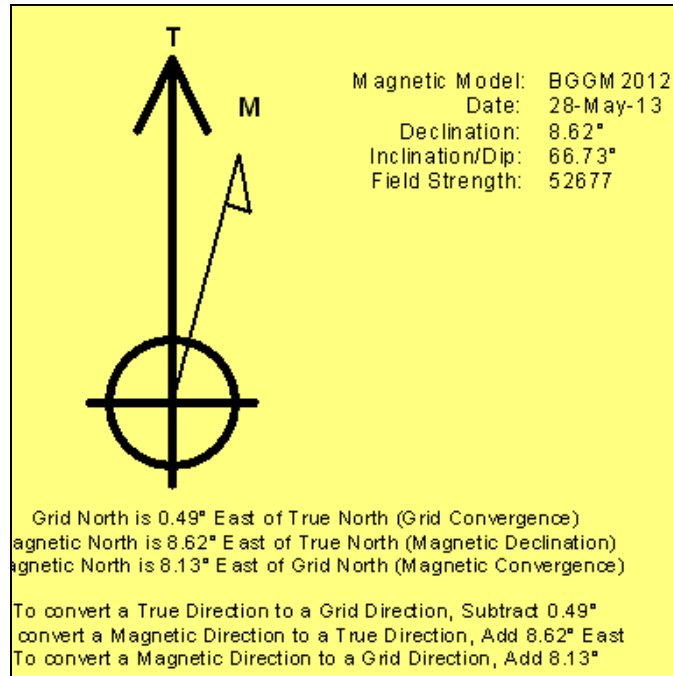 T
M
Magnetic Model: BGGM 2012
Date: 28-May-13
Declination: 8.62°
Inclination/Dip: 66.73°
Field Strength: 52677
Grid North is 0.49° East of True North (Grid Convergence)
agnetic North is 8.62° East of True North (Magnetic Declination)
agnetic North is 8.13° East of Grid North (Magnetic Convergence)
To convert a True Direction to a Grid Direction, Subtract 0.49°
convert a Magnetic Direction to a True Direction, Add 8.62° East
To convert a Magnetic Direction to a Grid Direction, Add 8.13°